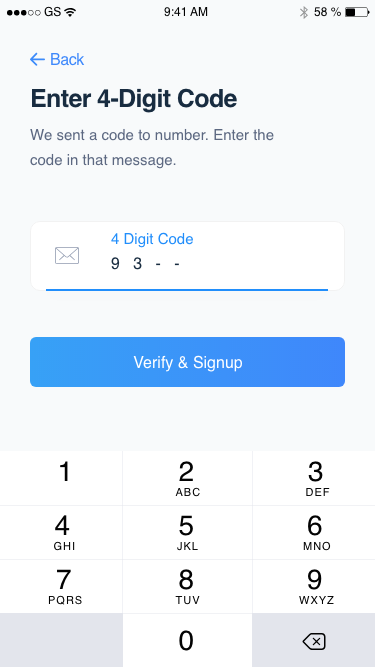 GS 9:41 AM 58 %
Back
Enter 4-Digit Code
We sent a code to number. Enter the
code in that message.
4 Digit Code
9 3 - -
Verify & Signup
1 2 3
ABC DEF
4 5 6
GHI JKL MNO
7 8 9
PQRS TUV WXYZ
0